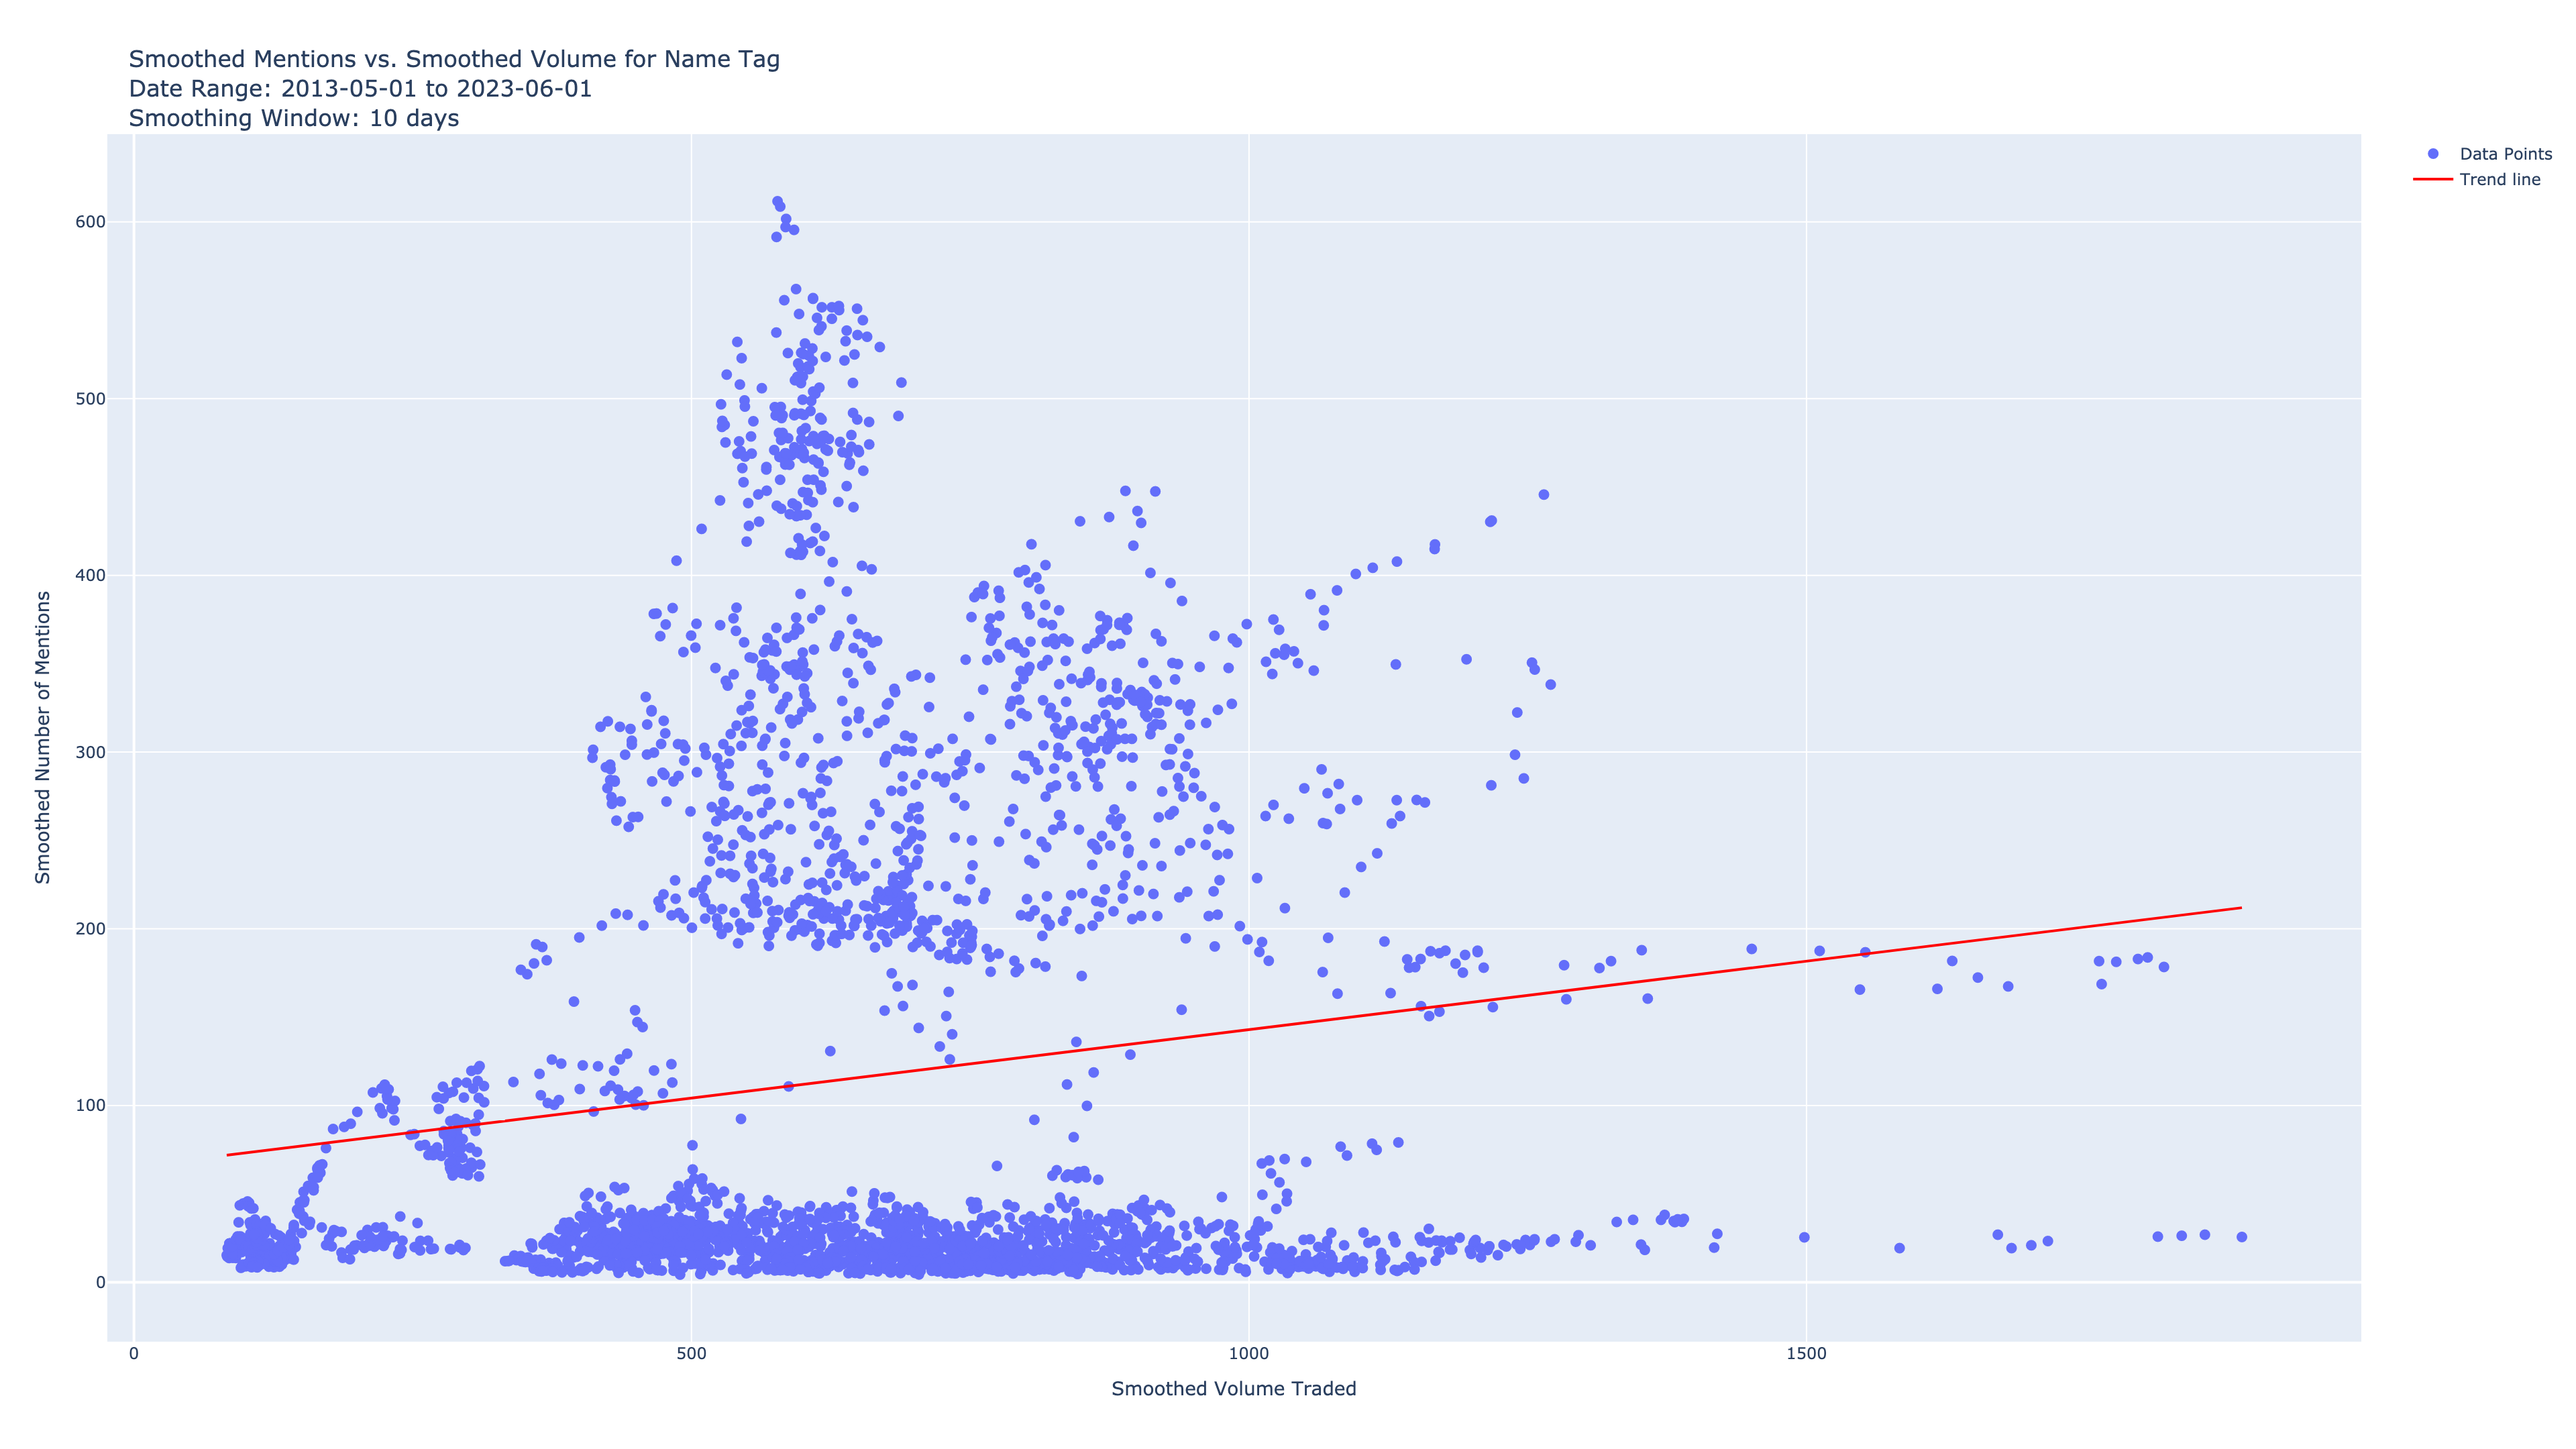 Smoothed Mentions vs. Smoothed Volume for Name Tag
Date Range: 2013-05-01 to 2023-06-01
Smoothing Window: 10 days
Data Points
Trend line
600
500
400
300
200
100
0
Smoothed Number of Mentions
0
500
1000
1500
Smoothed Volume Traded